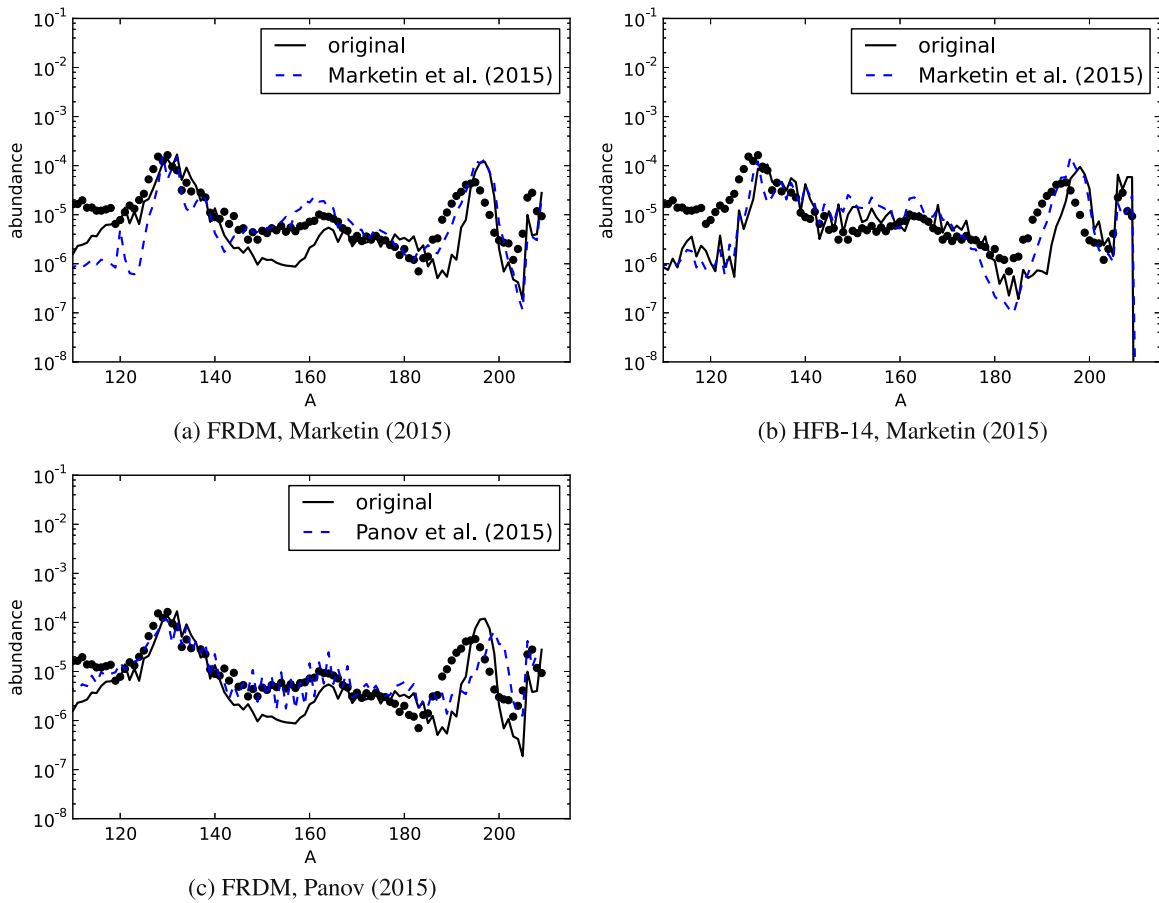 10^-1
10^-2
10^-3
10^-4
10^-5
10^-6
10^-7
10^-8
abundance
original
Marketin et al. (2015)
120 140 160 180 200
A
(a) FRDM, Marketin (2015)
10^-1
10^-2
10^-3
10^-4
10^-5
10^-6
10^-7
10^-8
abundance
original
Marketin et al. (2015)
120 140 160 180 200
A
(b) HFB-14, Marketin (2015)
10^-1
10^-2
10^-3
10^-4
10^-5
10^-6
10^-7
10^-8
abundance
original
Panov et al. (2015)
120 140 160 180 200
A
(c) FRDM, Panov (2015)